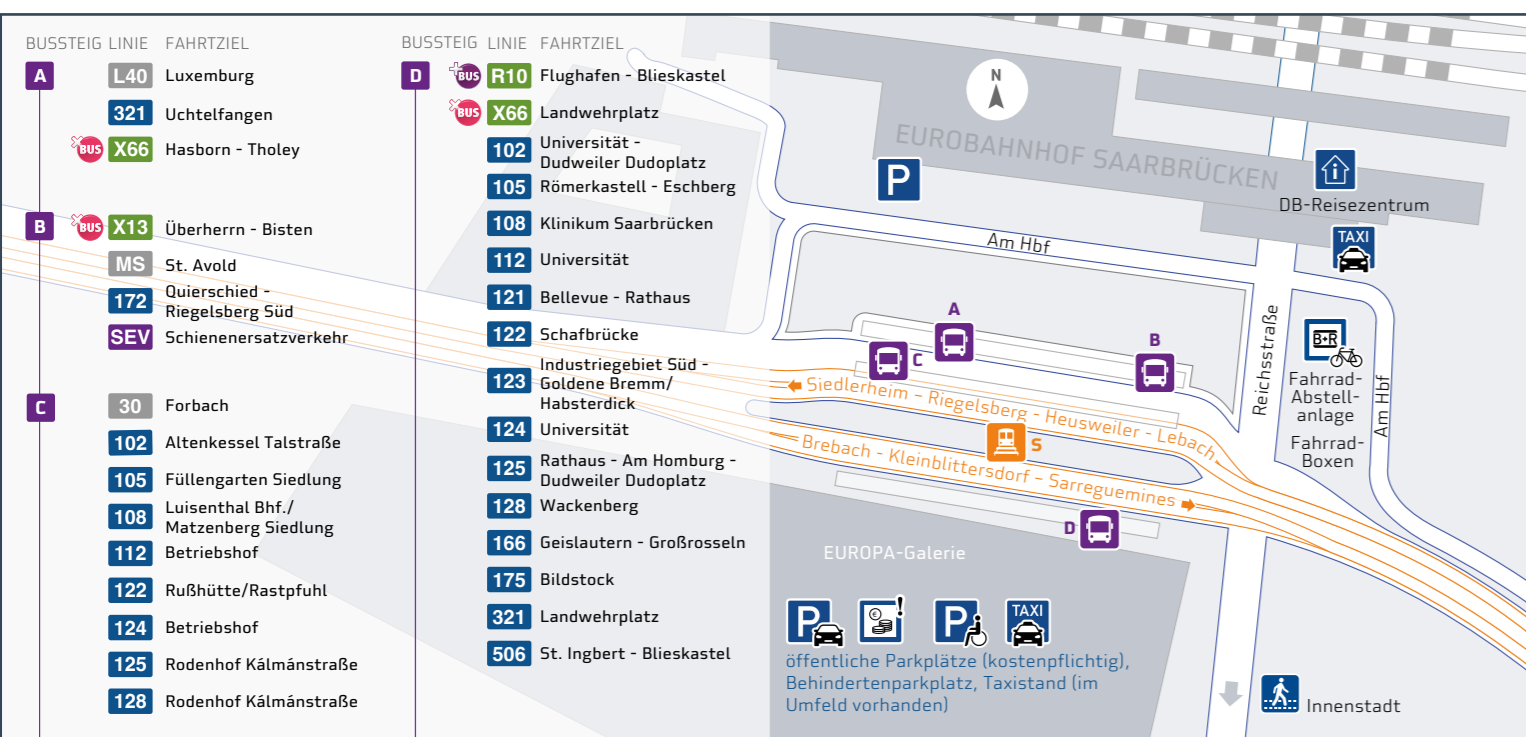 BUSSTEIG LINIE FAHRTZIEL
A L40 Luxemburg
321 Uchtelfangen
xBUS X66 Hasborn - Tholey
B xBUS X13 Überherrn - Bisten
MS St. Avold
172 Quierschied -
Riegelsberg Süd
SEV Schienenersatzverkehr
C 30 Forbach
102 Altenkessel Talstraße
105 Füllengarten Siedlung
108 Luisenthal Bhf./
Matzenberg Siedlung
112 Betriebshof
122 Rußhütte/Rastpfuhl
124 Betriebshof
125 Rodenhof Kálmánstraße
128 Rodenhof Kálmánstraße
BUSSTEIG LINIE FAHRTZIEL
D +BUS R10 Flughafen - Blieskastel
xBUS X66 Landwehrplatz
102 Universität -
Dudweiler Dudoplatz
105 Römerkastell - Eschberg
108 Klinikum Saarbrücken
112 Universität
121 Bellevue - Rathaus
122 Schafbrücke
123 Industriegebiet Süd -
Goldene Bremm/
Habsterdick
124 Universität
125 Rathaus - Am Homburg -
Dudweiler Dudoplatz
128 Wackenberg
166 Geislautern - Großrosseln
175 Bildstock
321 Landwehrplatz
506 St. Ingbert - Blieskastel
N
EUROBAHNHOF SAARBRÜCKEN
P
i
DB-Reisezentrum
TAXI
Am Hbf
A
B
C
Reichsstraße
B+R
Fahrrad-
Abstell-
anlage
Fahrrad-
Boxen
Am Hbf
Siedlerheim - Riegelsberg - Heusweiler - Lebach
S
Brebach - Kleinblittersdorf - Sarreguemines
D
EUROPA-Galerie
P € ! P TAXI
öffentliche Parkplätze (kostenpflichtig),
Behindertenparkplatz, Taxistand (im
Umfeld vorhanden)
Innenstadt